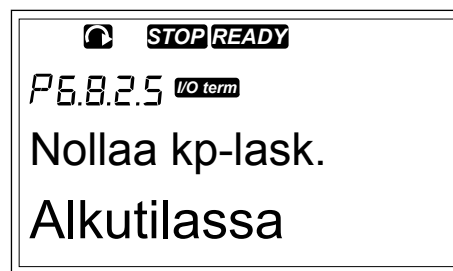 STOP READY
P6.8.2.5 I/O term
Nollaa kp-lask.
Alkutilassa